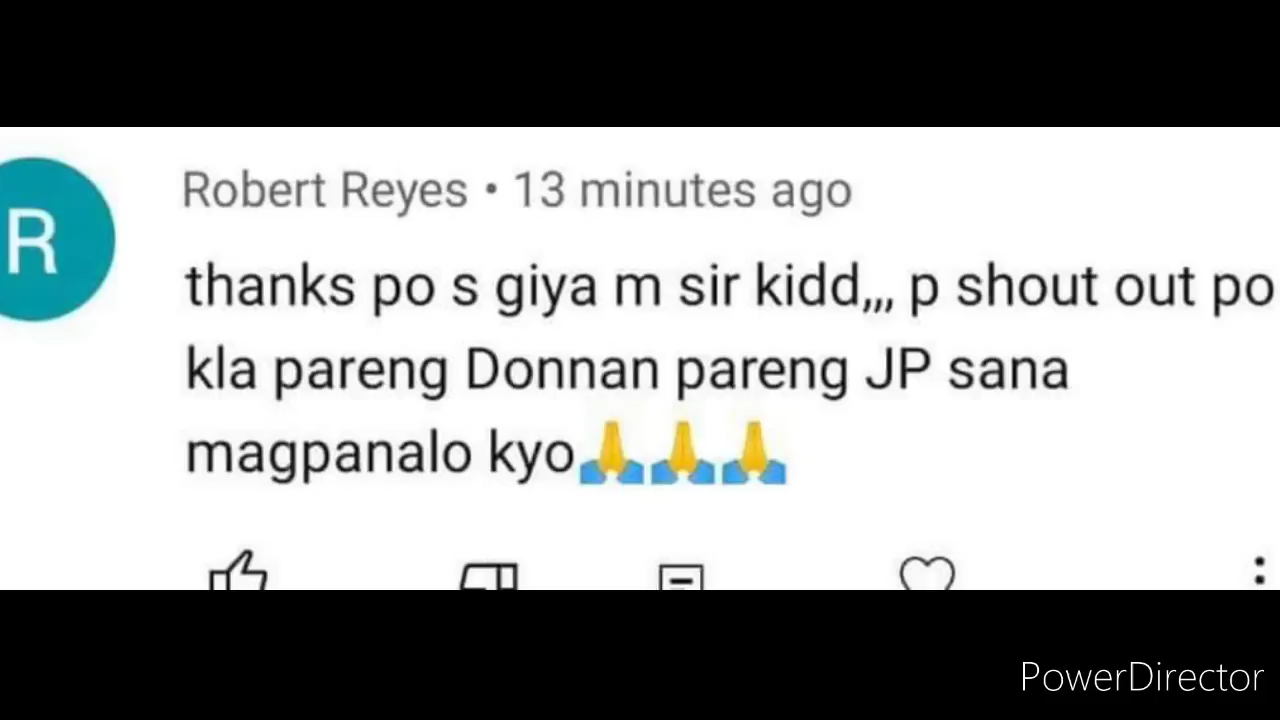 R
Robert Reyes • 13 minutes ago
thanks po s giya m sir kidd,,, p shout out po
kla pareng Donnan pareng JP sana
magpanalo kyo🙏🙏🙏
PowerDirector